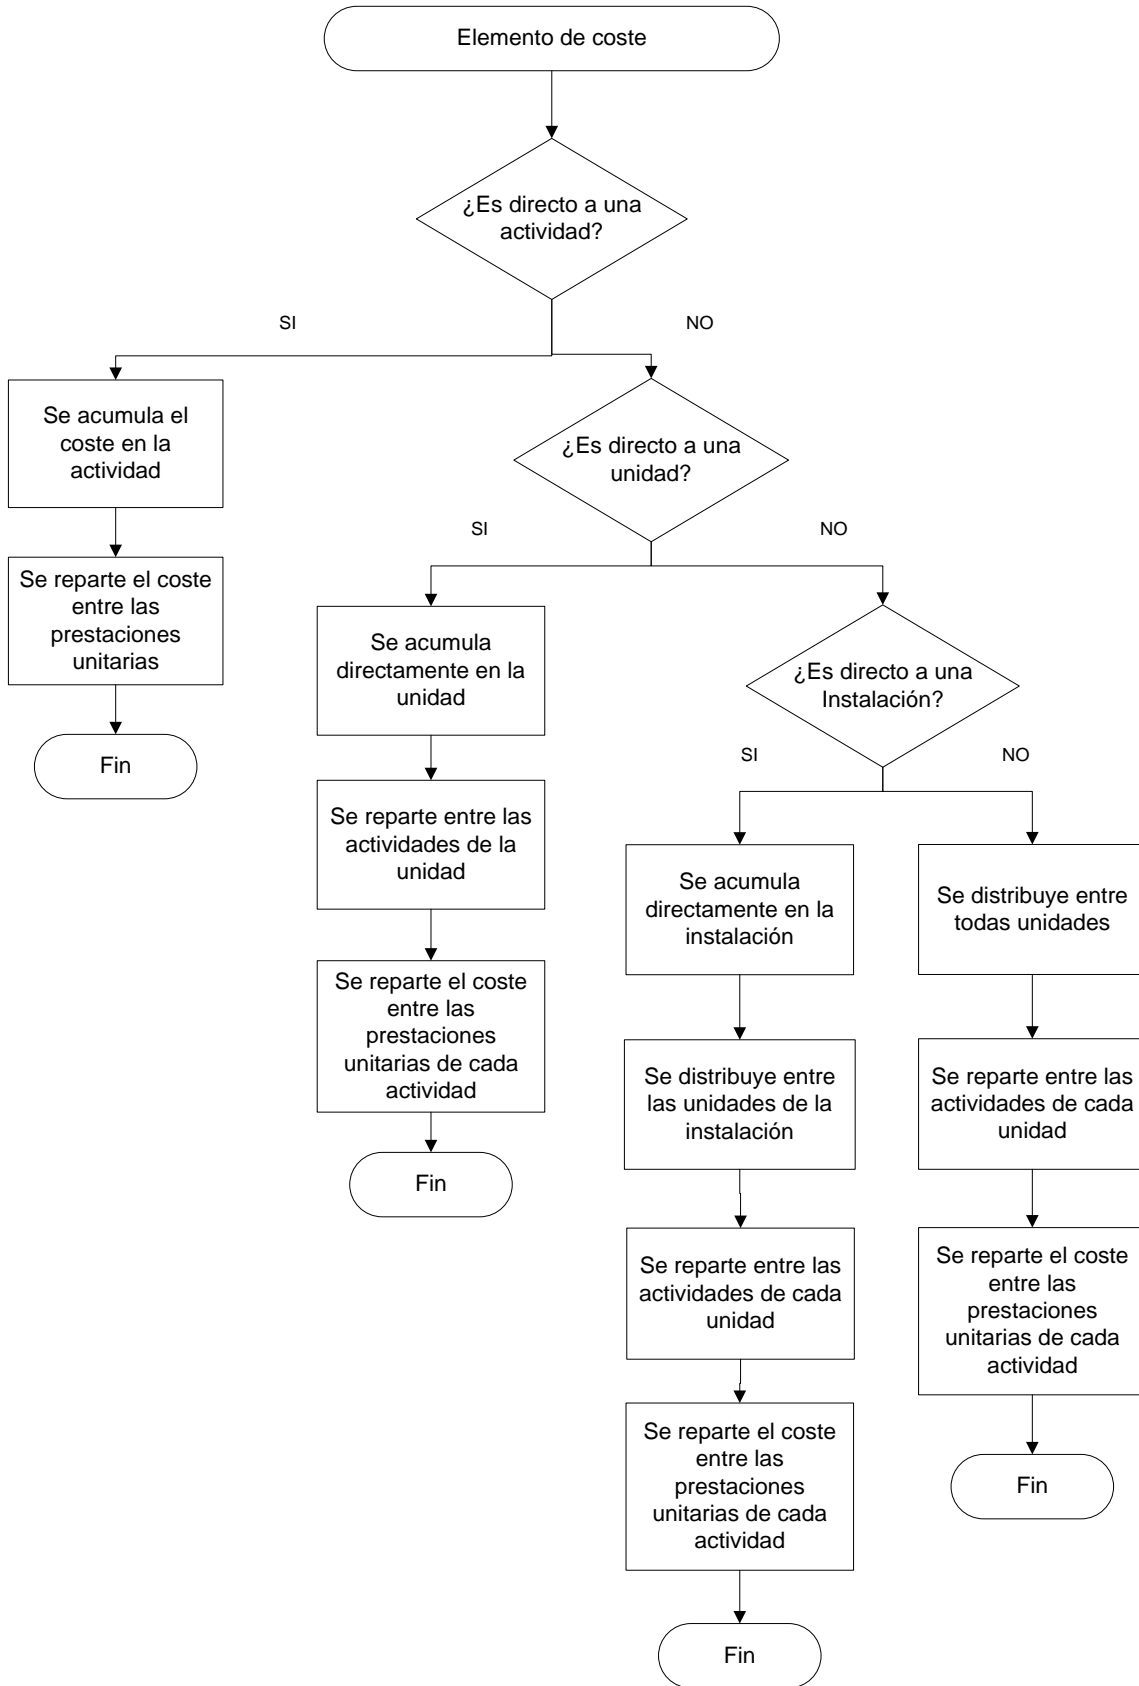 Elemento de coste
¿Es directo a una
actividad?
SI
NO
Se acumula el
coste en la
actividad
¿Es directo a una
unidad?
SI
NO
Se reparte el coste
entre las
prestaciones
unitarias
Se acumula
directamente en la
unidad
¿Es directo a una
Instalación?
Fin
SI
NO
Se reparte entre las
actividades de la
unidad
Se acumula
directamente en la
instalación
Se distribuye entre
todas unidades
Se reparte el coste
entre las
prestaciones
unitarias de cada
actividad
Se distribuye entre
las unidades de la
instalación
Se reparte entre las
actividades de cada
unidad
Fin
Se reparte entre las
actividades de cada
unidad
Se reparte el coste
entre las
prestaciones
unitarias de cada
actividad
Se reparte el coste
entre las
prestaciones
unitarias de cada
actividad
Fin
Fin